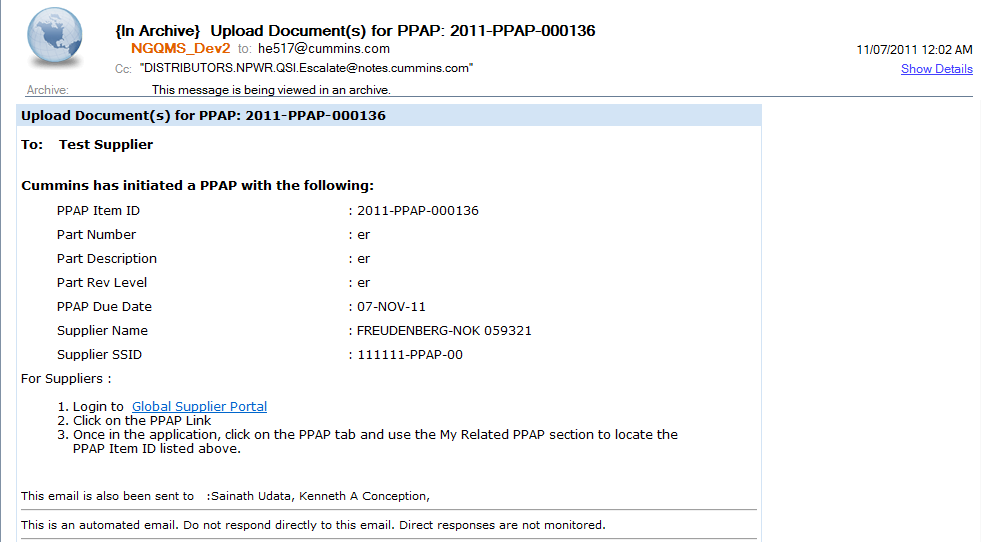 {In Archive} Upload Document(s) for PPAP: 2011-PPAP-000136
NGQMS_Dev2 to: he517@cummins.com
11/07/2011 12:02 AM
Cc: "DISTRIBUTORS.NPWR.QSI.Escalate@notes.cummins.com"
Show Details
Archive: This message is being viewed in an archive.
Upload Document(s) for PPAP: 2011-PPAP-000136
To: Test Supplier
Cummins has initiated a PPAP with the following:
PPAP Item ID : 2011-PPAP-000136
Part Number : er
Part Description : er
Part Rev Level : er
PPAP Due Date : 07-NOV-11
Supplier Name : FREUDENBERG-NOK 059321
Supplier SSID : 111111-PPAP-00
For Suppliers :
1. Login to Global Supplier Portal
2. Click on the PPAP Link
3. Once in the application, click on the PPAP tab and use the My Related PPAP section to locate the
PPAP Item ID listed above.
This email is also been sent to :Sainath Udata, Kenneth A Conception,
This is an automated email. Do not respond directly to this email. Direct responses are not monitored.